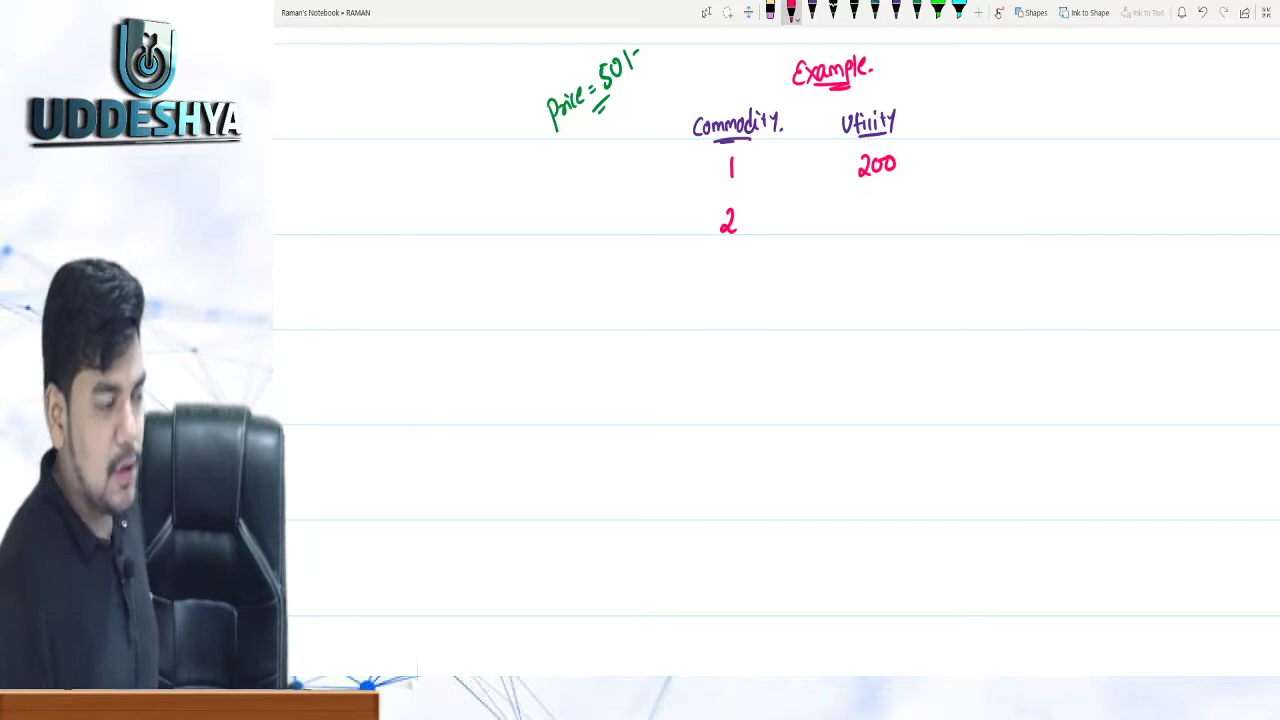 Raman's Notebook » RAMAN
Shapes
Ink to Shape
Ink to Text
UDDESHYA
Price = 50/-
Example.
Commodity. Utility
1 200
2